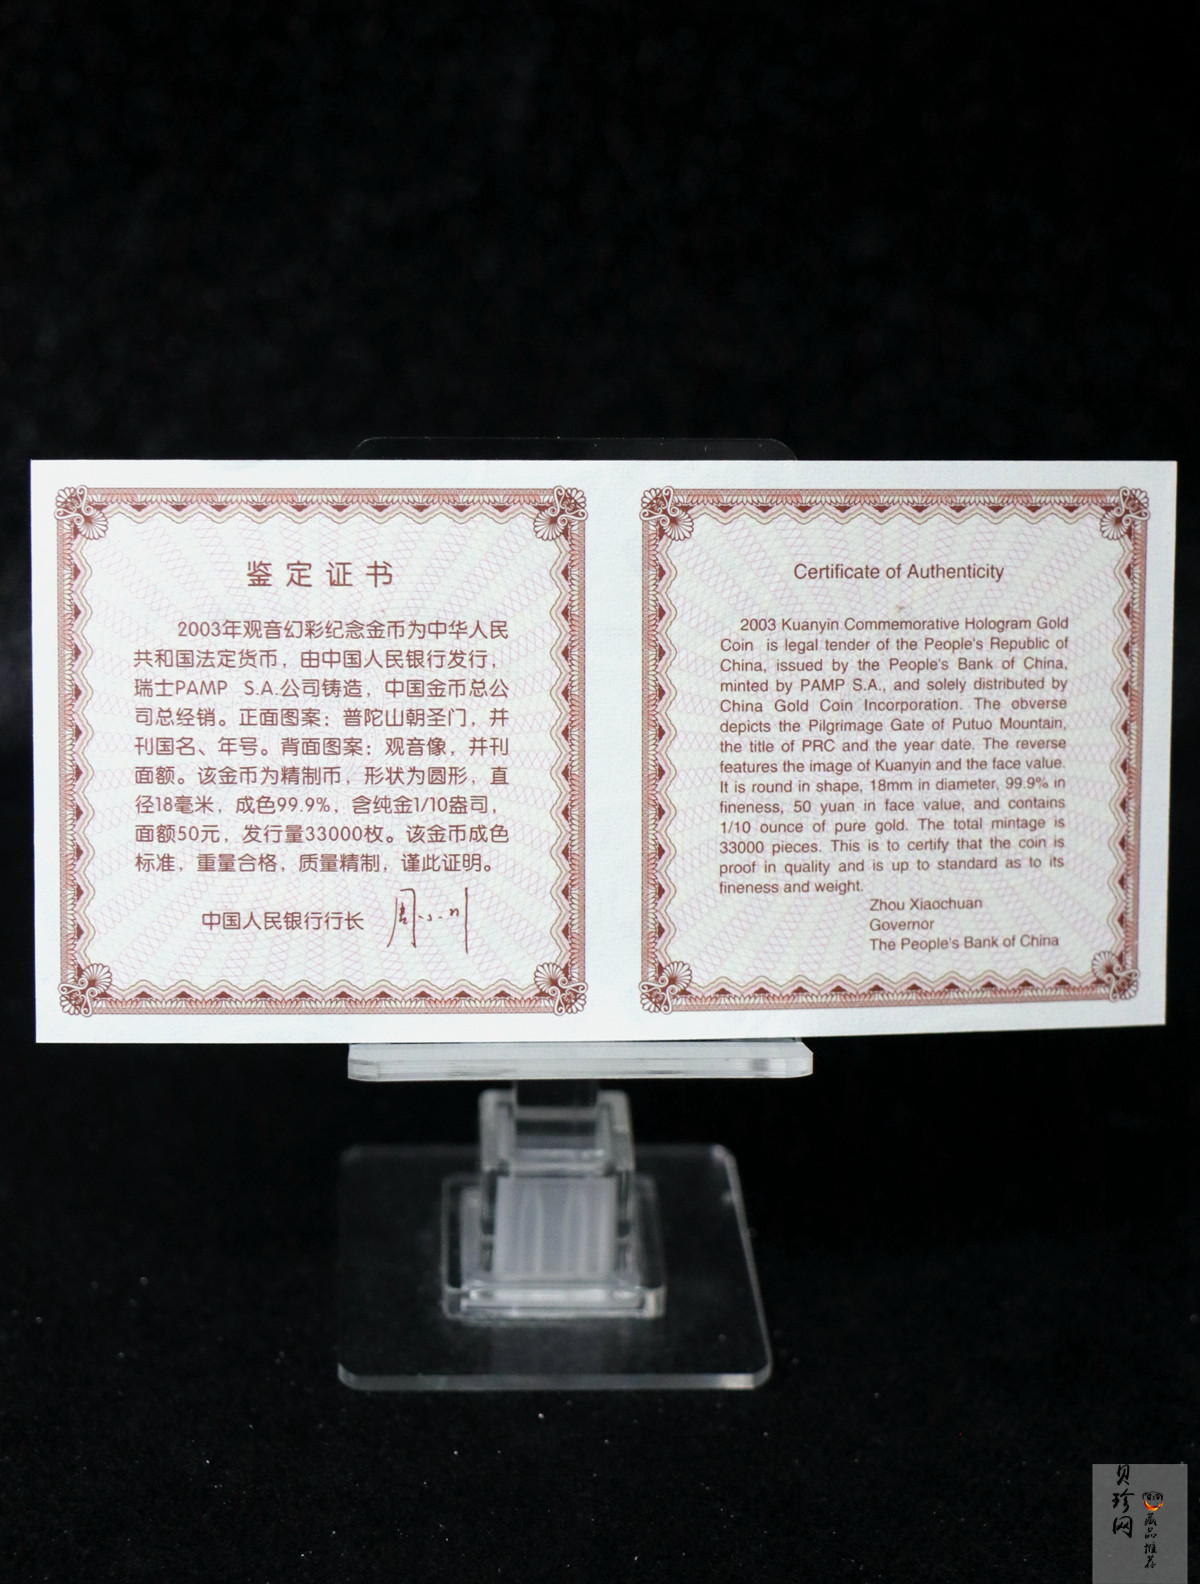 鉴定证书
2003年观音幻彩纪念金币为中华人民
共和国法定货币，由中国人民银行发行，
瑞士PAMP S.A.公司铸造，中国金币总公
司总经销。正面图案：普陀山朝圣门，并
刊国名、年号。背面图案：观音像，并刊
面额。该金币为精制币，形状为圆形，直
径18毫米，成色99.9%，含纯金1/10盎司，
面额50元，发行量33000枚。该金币成色
标准，重量合格，质量精制，谨此证明。
中国人民银行行长 周小川
Certificate of Authenticity
2003 Kuanyin Commemorative Hologram Gold
Coin is legal tender of the People's Republic of
China, issued by the People's Bank of China,
minted by PAMP S.A., and solely distributed by
China Gold Coin Incorporation. The obverse
depicts the Pilgrimage Gate of Putuo Mountain,
the title of PRC and the year date. The reverse
features the image of Kuanyin and the face value.
It is round in shape, 18mm in diameter, 99.9% in
fineness, 50 yuan in face value, and contains
1/10 ounce of pure gold. The total mintage is
33000 pieces. This is to certify that the coin is
proof in quality and is up to standard as to its
fineness and weight.
Zhou Xiaochuan
Governor
The People's Bank of China
贝珍网
藏品推荐